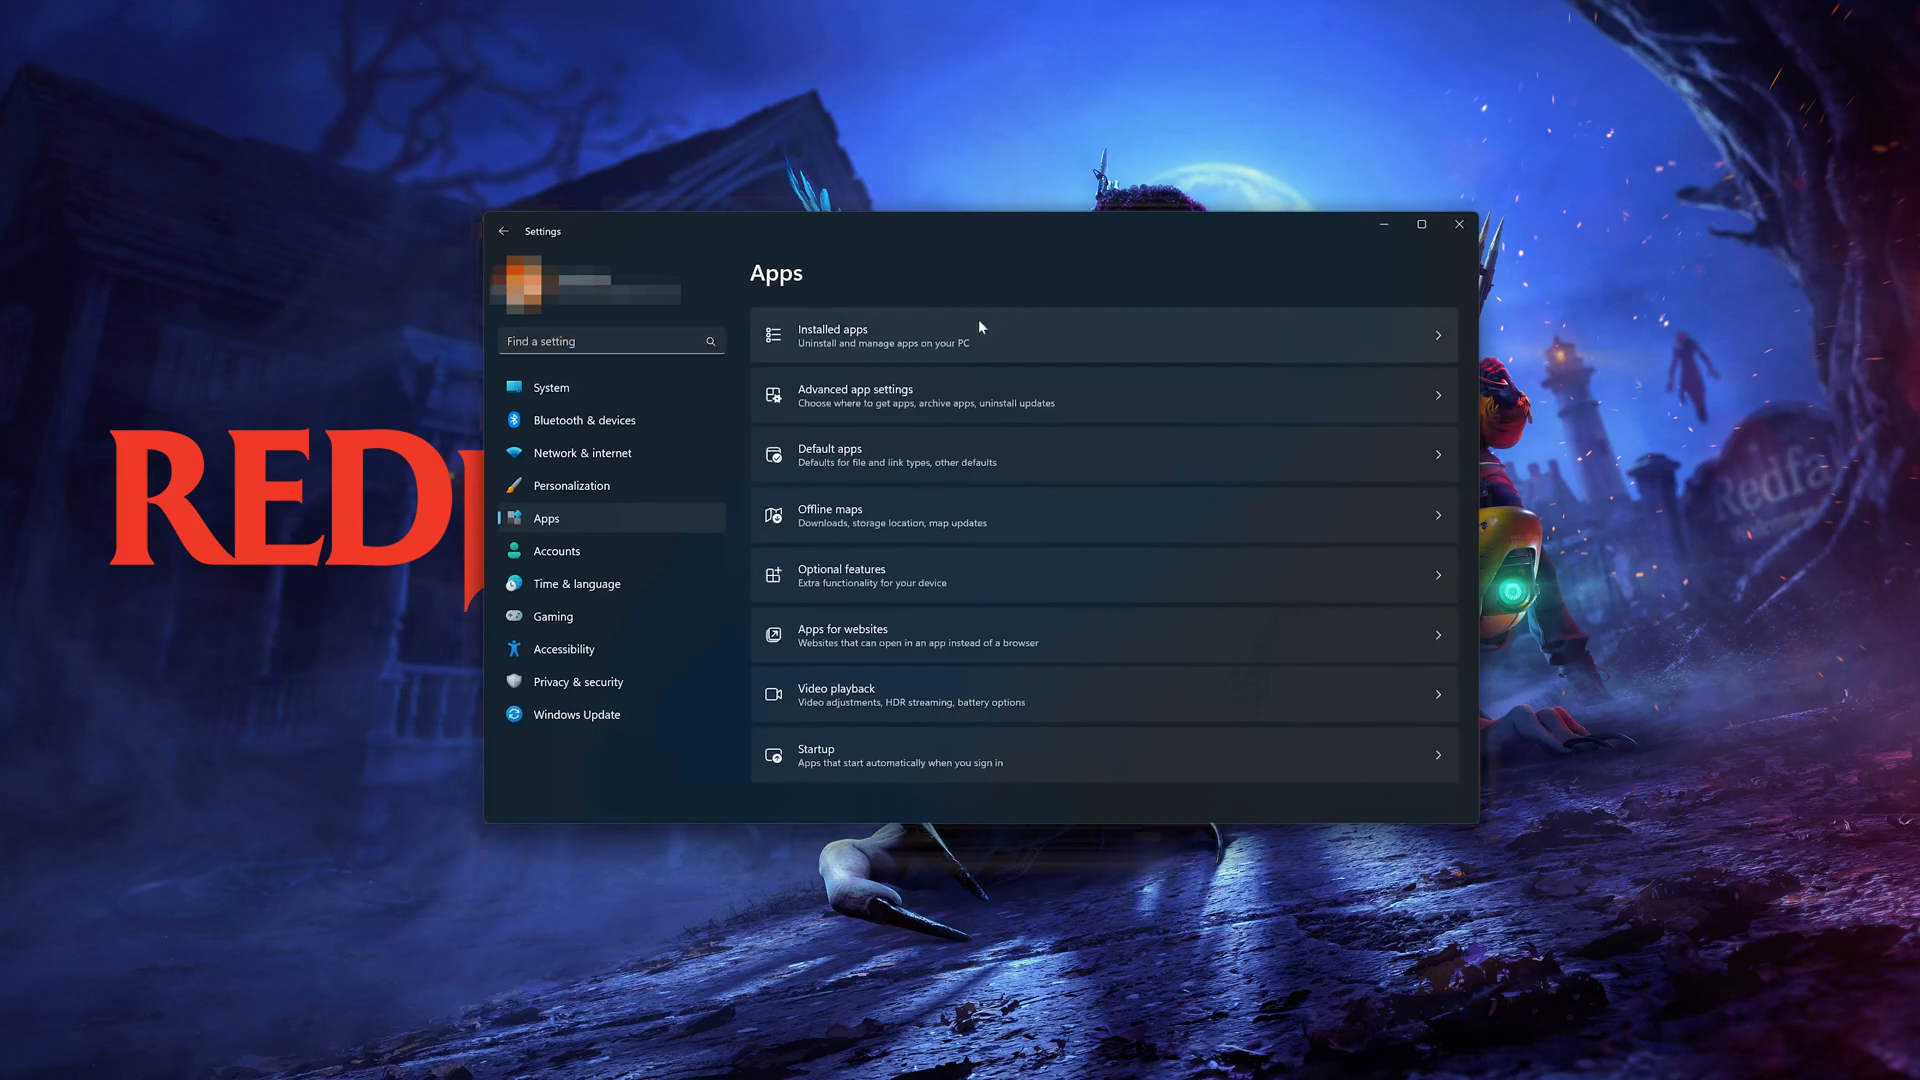 Settings
Apps
Find a setting
System
Bluetooth & devices
Network & internet
Personalization
Apps
Accounts
Time & language
Gaming
Accessibility
Privacy & security
Windows Update
Installed apps
Uninstall and manage apps on your PC
Advanced app settings
Choose where to get apps, archive apps, uninstall updates
Default apps
Defaults for file and link types, other defaults
Offline maps
Downloads, storage location, map updates
Optional features
Extra functionality for your device
Apps for websites
Websites that can open in an app instead of a browser
Video playback
Video adjustments, HDR streaming, battery options
Startup
Apps that start automatically when you sign in
RED
Redfa